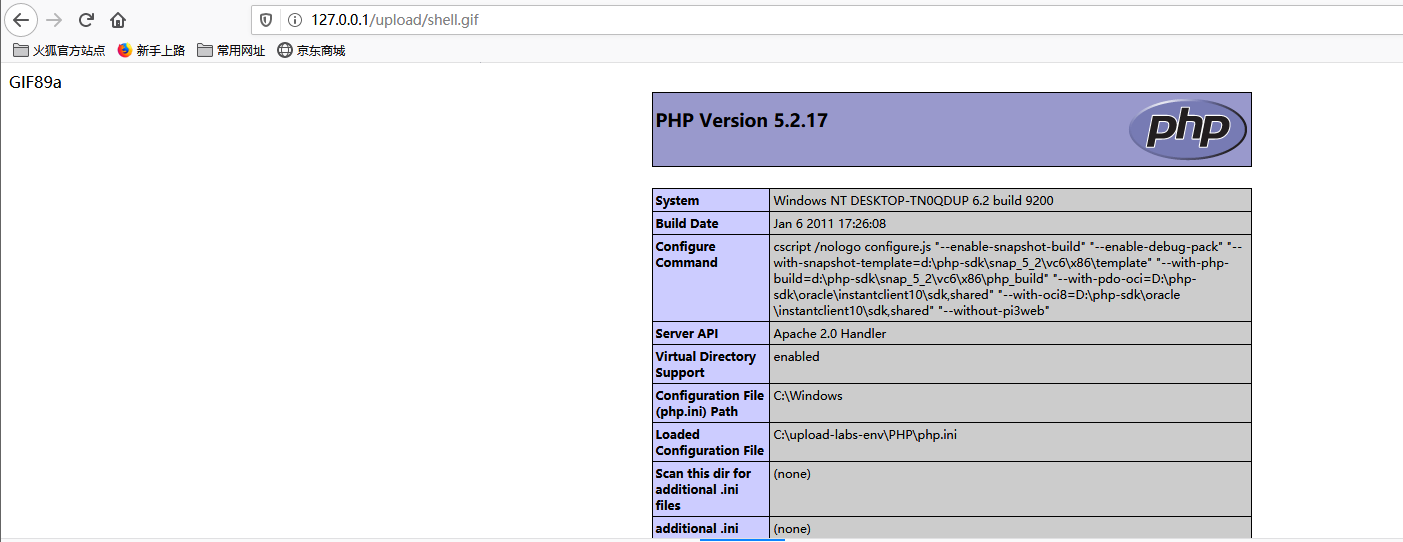 127.0.0.1/upload/shell.gif
火狐官方站点 新手上路 常用网址 京东商城
GIF89a
PHP Version 5.2.17
php
System Windows NT DESKTOP-TN0QDUP 6.2 build 9200
Build Date Jan 6 2011 17:26:08
Configure Command cscript /nologo configure.js "--enable-snapshot-build" "--enable-debug-pack" "--
with-snapshot-template=d:\php-sdk\snap_5_2\vc6\x86\template" "--with-php-
build=d:\php-sdk\snap_5_2\vc6\x86\php_build" "--with-pdo-oci=D:\php-
sdk\oracle\instantclient10\sdk,shared" "--with-oci8=D:\php-sdk\oracle
\instantclient10\sdk,shared" "--without-pi3web"
Server API Apache 2.0 Handler
Virtual Directory Support enabled
Configuration File (php.ini) Path C:\Windows
Loaded Configuration File C:\upload-labs-env\PHP\php.ini
Scan this dir for additional .ini files (none)
additional .ini (none)